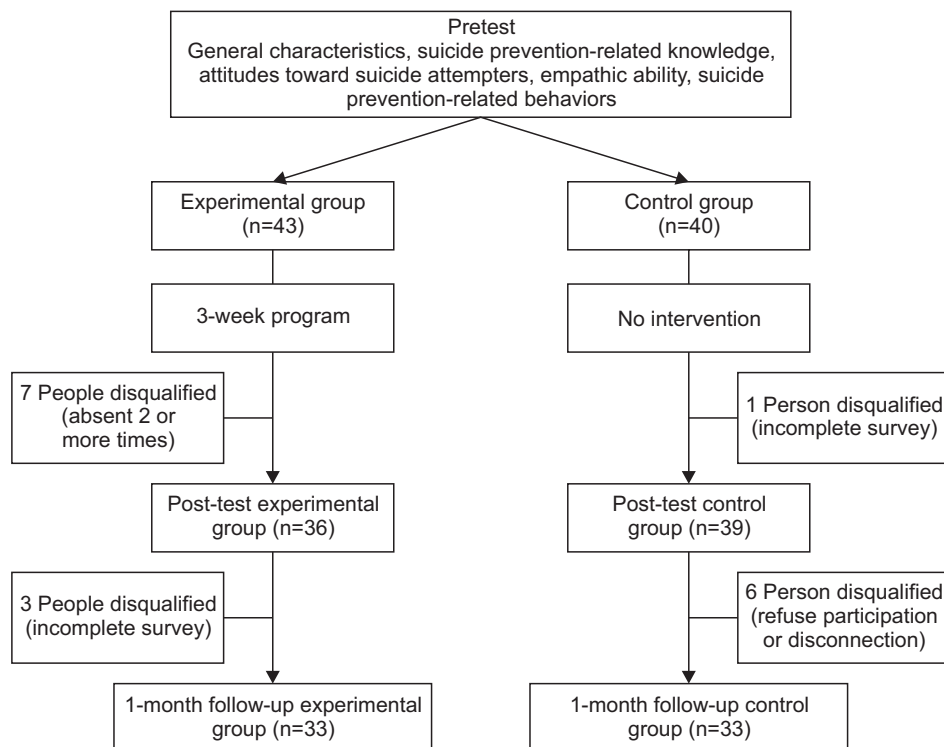 Pretest
General characteristics, suicide prevention-related knowledge,
attitudes toward suicide attempters, empathic ability, suicide
prevention-related behaviors
Experimental group
(n=43)
Control group
(n=40)
3-week program
No intervention
7 People disqualified
(absent 2 or
more times)
1 Person disqualified
(incomplete survey)
Post-test experimental
group (n=36)
Post-test control
group (n=39)
3 People disqualified
(incomplete survey)
6 Person disqualified
(refuse participation
or disconnection)
1-month follow-up experimental
group (n=33)
1-month follow-up control
group (n=33)